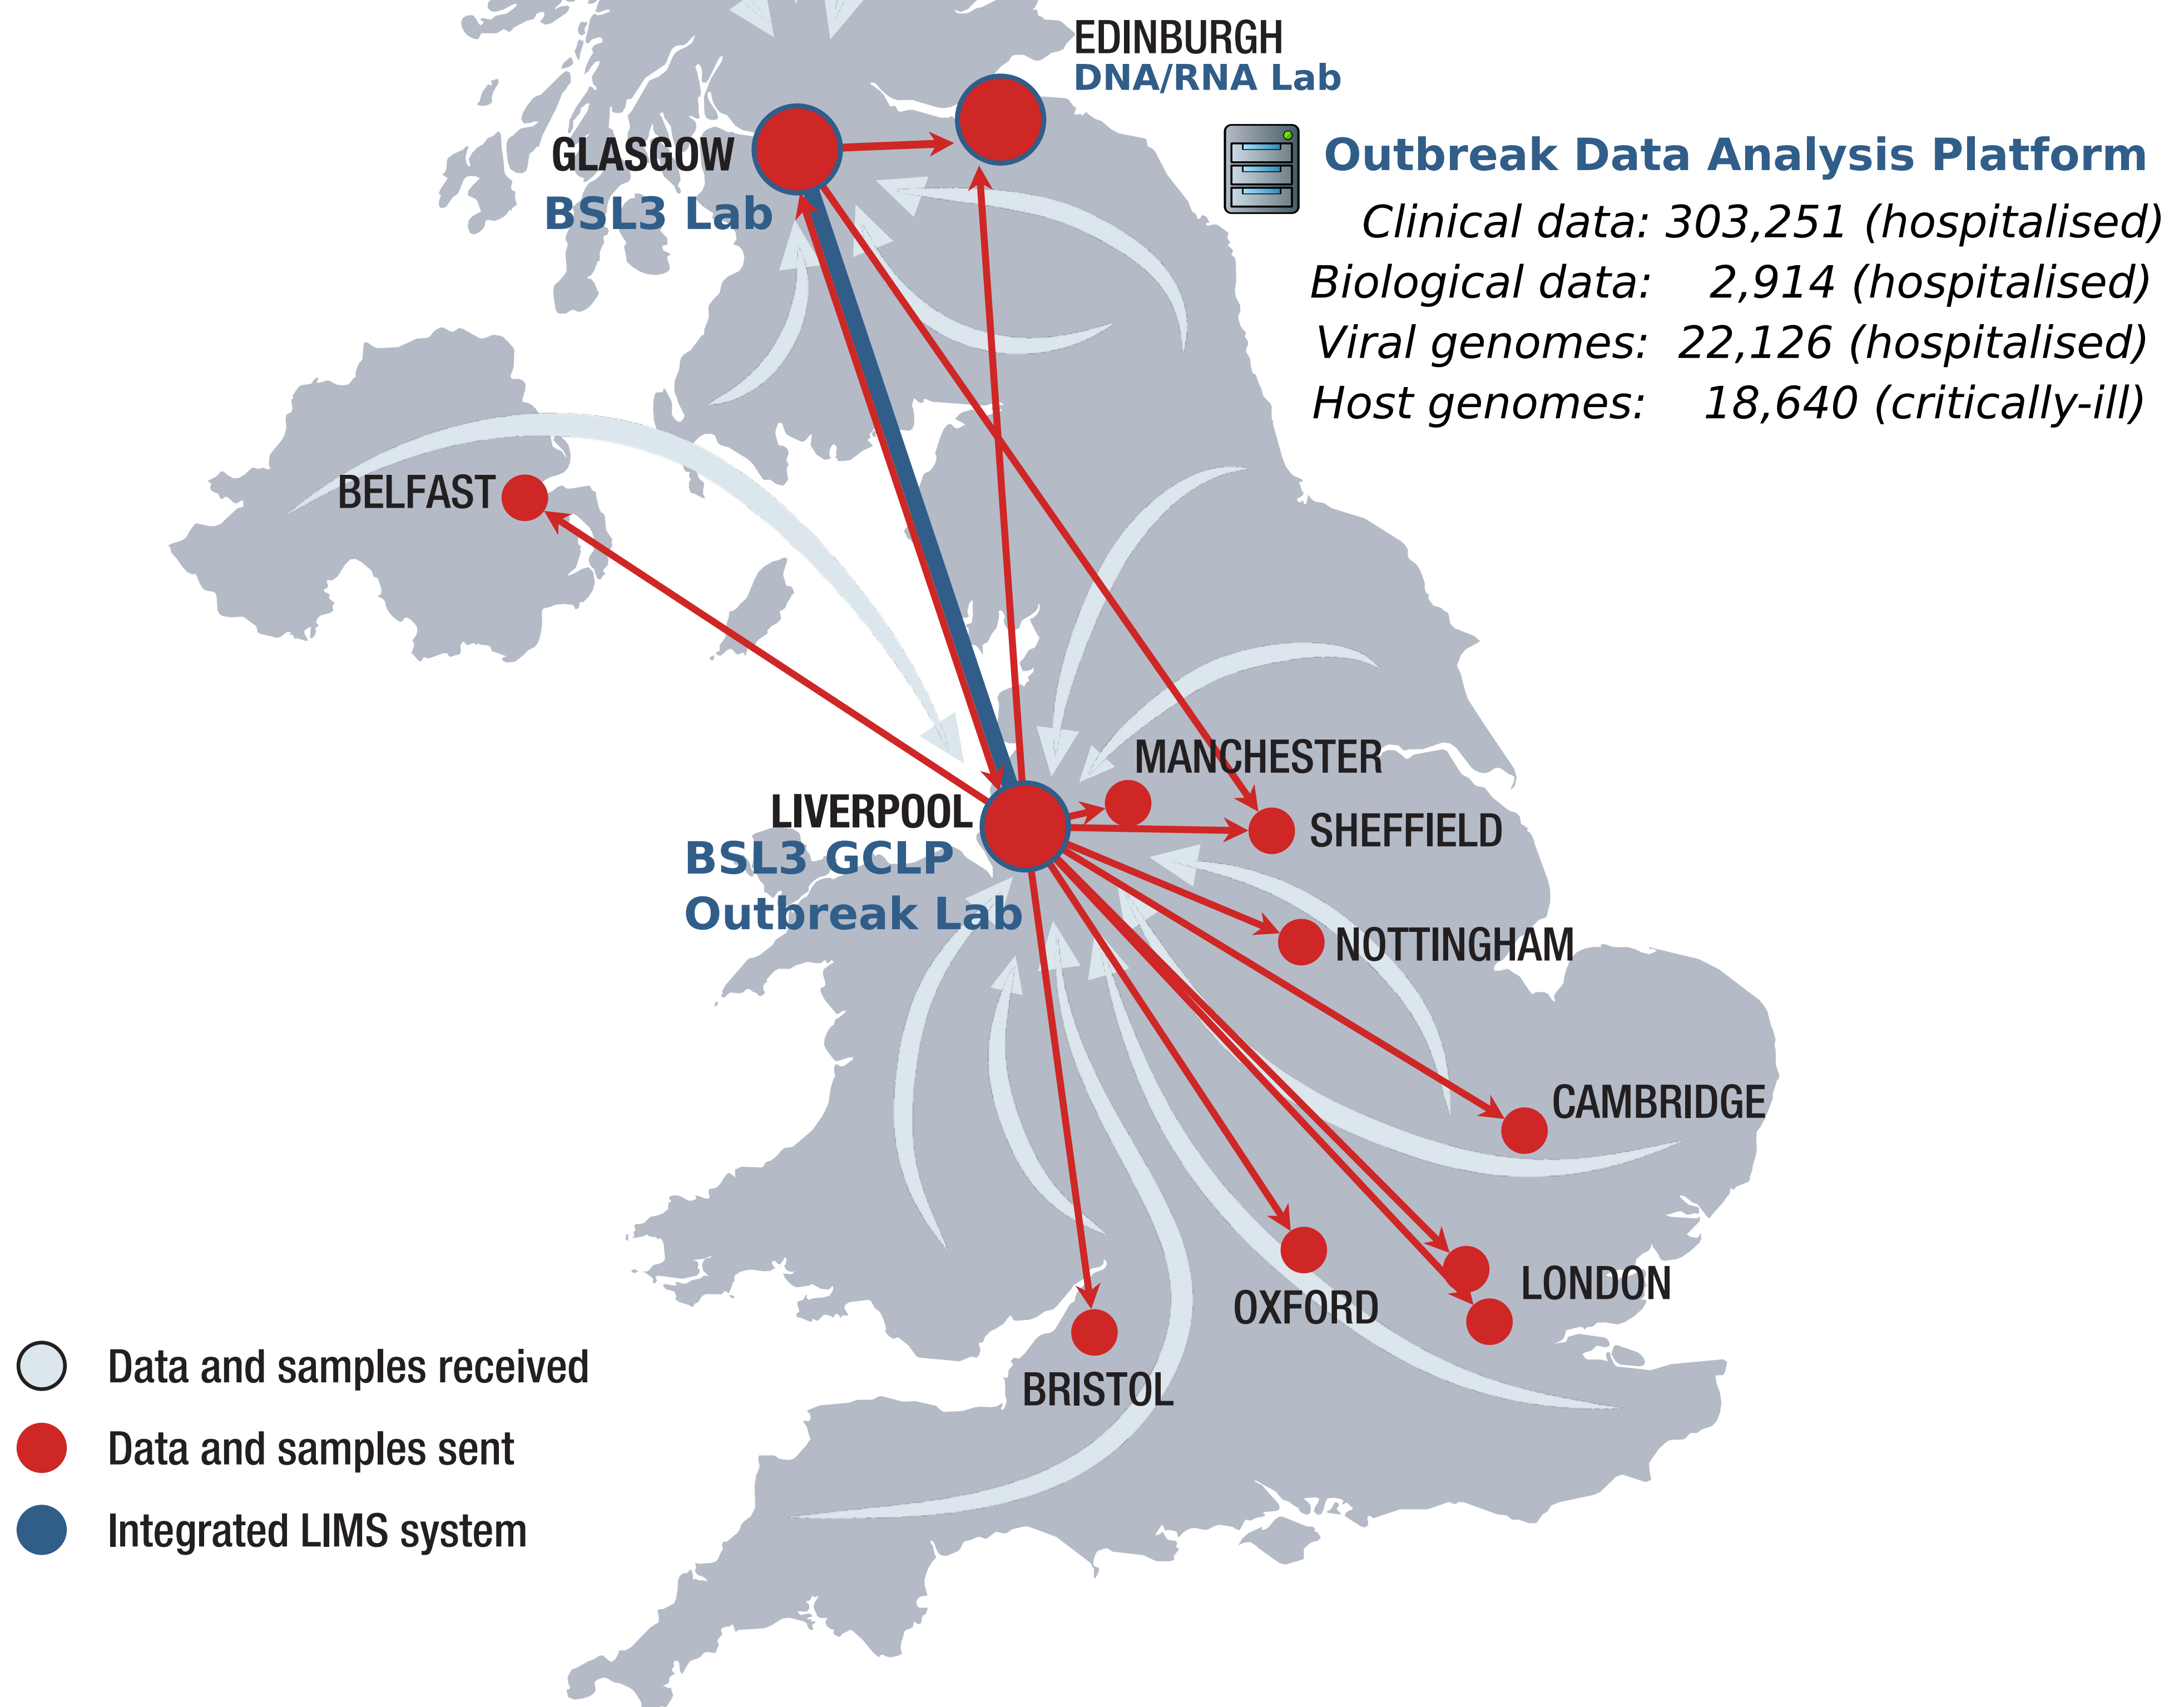 EDINBURGH
DNA/RNA Lab
GLASGOW
BSL3 Lab
Outbreak Data Analysis Platform
Clinical data: 303,251 (hospitalised)
Biological data: 2,914 (hospitalised)
Viral genomes: 22,126 (hospitalised)
Host genomes: 18,640 (critically-ill)
BELFAST
MANCHESTER
LIVERPOOL
BSL3 GCLP
Outbreak Lab
SHEFFIELD
NOTTINGHAM
CAMBRIDGE
LONDON
OXFORD
BRISTOL
Data and samples received
Data and samples sent
Integrated LIMS system